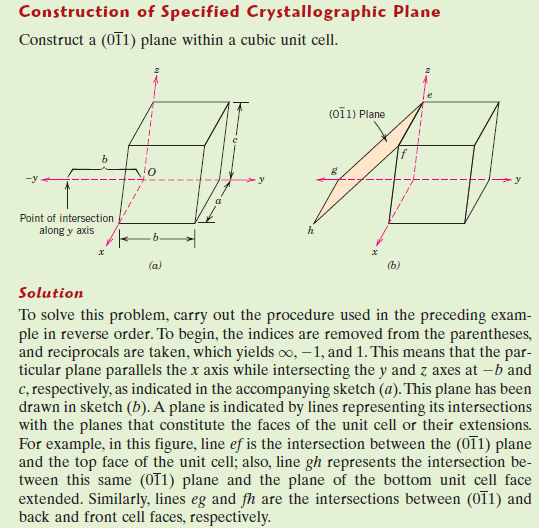 Construction of Specified Crystallographic Plane
Construct a (01̅1) plane within a cubic unit cell.
z
z
e
(01̅1) Plane
f
c
b
–y
O
y
g
y
a
Point of intersection
along y axis
b
h
x
x
(a)
(b)
Solution
To solve this problem, carry out the procedure used in the preceding exam-
ple in reverse order. To begin, the indices are removed from the parentheses,
and reciprocals are taken, which yields ∞, −1, and 1. This means that the par-
ticular plane parallels the x axis while intersecting the y and z axes at −b and
c, respectively, as indicated in the accompanying sketch (a). This plane has been
drawn in sketch (b). A plane is indicated by lines representing its intersections
with the planes that constitute the faces of the unit cell or their extensions.
For example, in this figure, line ef is the intersection between the (01̅1) plane
and the top face of the unit cell; also, line gh represents the intersection be-
tween this same (01̅1) plane and the plane of the bottom unit cell face
extended. Similarly, lines eg and fh are the intersections between (01̅1) and
back and front cell faces, respectively.